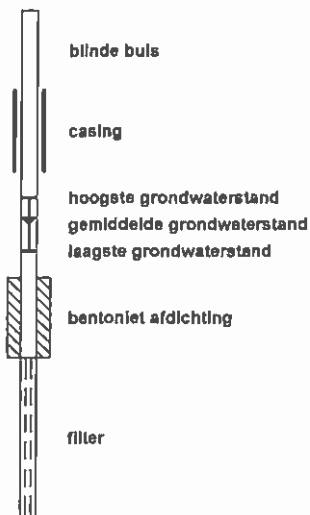 blinde buis
casing
hoogste grondwaterstand
gemiddelde grondwaterstand
laagste grondwaterstand
bentoniet afdichting
filter